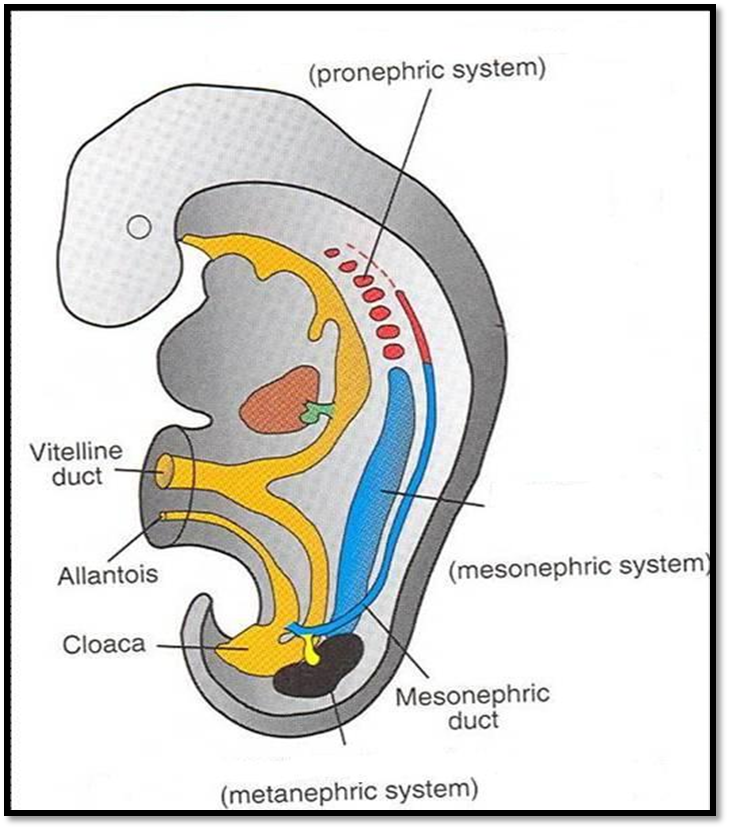 (pronephric system)
Vitelline
duct
Allantois
(mesonephric system)
Cloaca
Mesonephric
duct
(metanephric system)